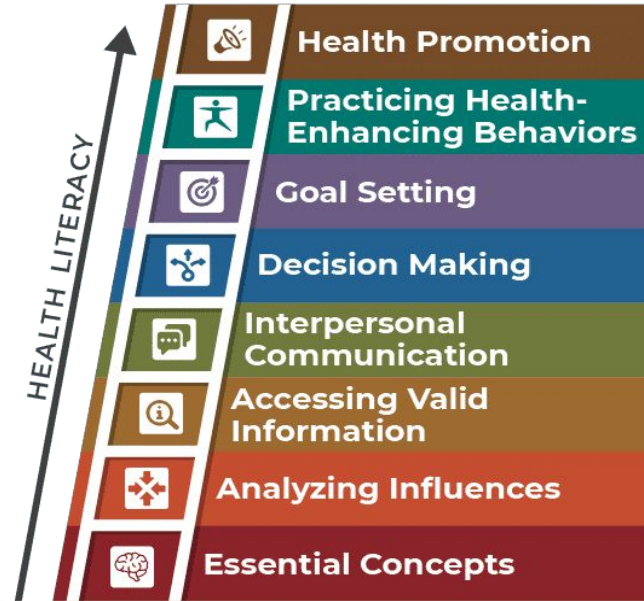 Health Promotion
Practicing Health-
Enhancing Behaviors
Goal Setting
Decision Making
Interpersonal
Communication
Accessing Valid
Information
Analyzing Influences
Essential Concepts
HEALTH LITERACY